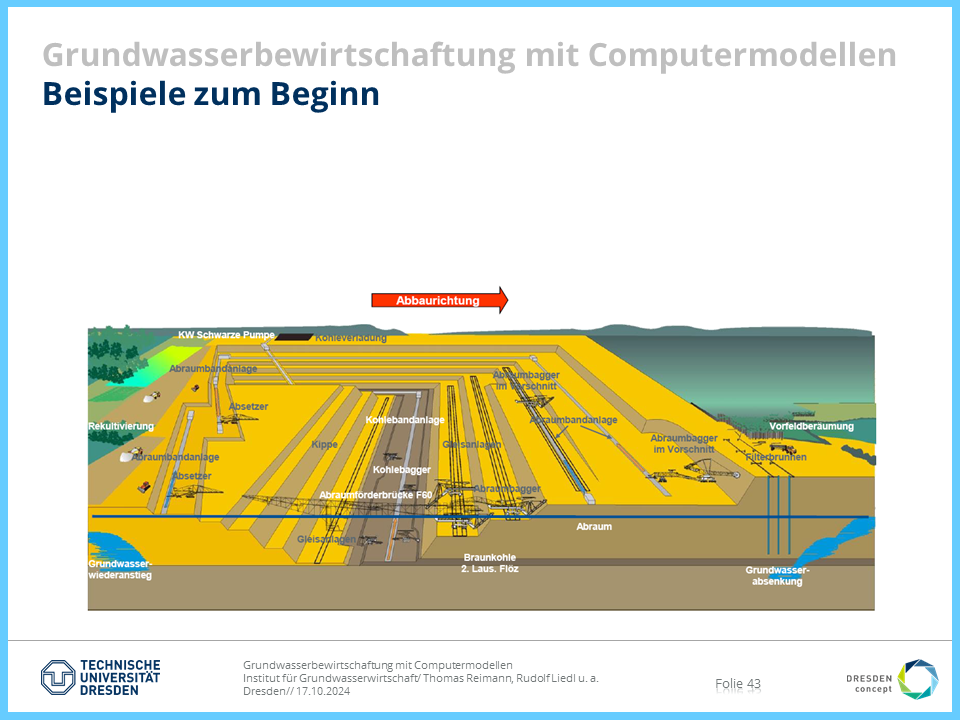 Grundwasserbewirtschaftung mit Computermodellen
Beispiele zum Beginn
Abbaurichtung
KW Schwarze Pumpe
Kohleverladung
Abraumbandanlage
Abraumbagger
im Vorschnitt
Absetzer
Kohlebandanlage
Abraumbandanlage
Rekultivierung
Vorfeldberäumung
Kippe
Gleisanlagen
Abraumbagger
im Vorschnitt
Abraumbandanlage
Filterbrunnen
Kohlebagger
Absetzer
Abraumbagger
Abraumförderbrücke F60
Abraum
Gleisanlagen
Braunkohle
2. Laus. Flöz
Grundwasser-
wiederanstieg
Grundwasser-
absenkung
TECHNISCHE
UNIVERSITÄT
DRESDEN
Grundwasserbewirtschaftung mit Computermodellen
Institut für Grundwasserwirtschaft/ Thomas Reimann, Rudolf Liedl u. a.
Dresden// 17.10.2024
Folie 43
DRESDEN
concept